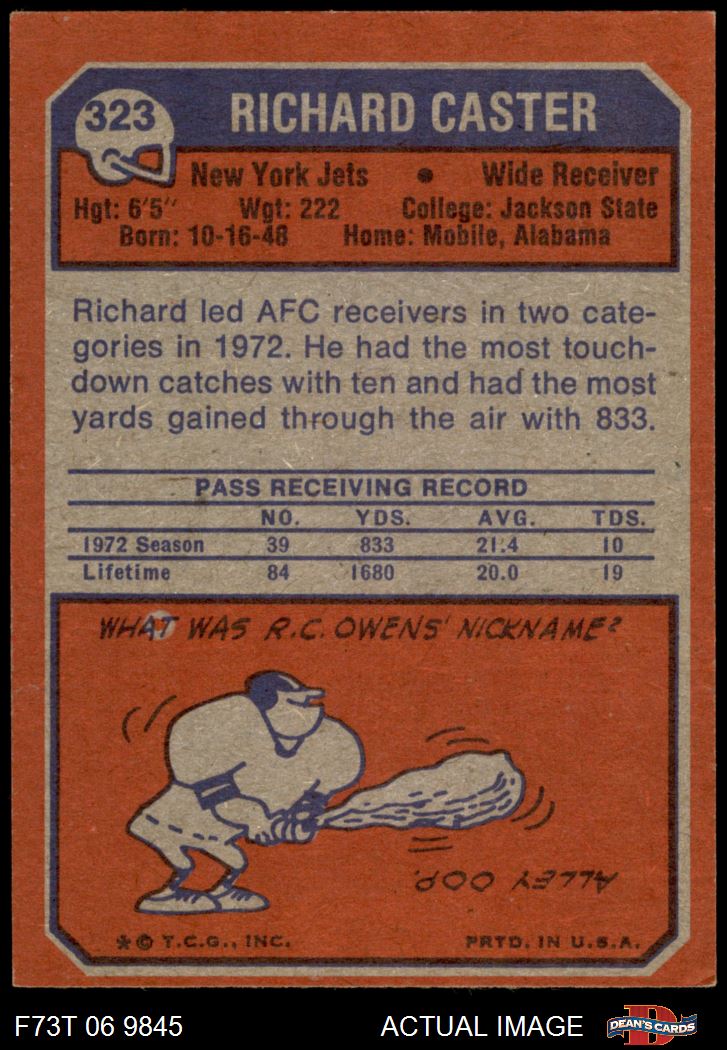 323
RICHARD CASTER
New York Jets • Wide Receiver
Hgt: 6'5" Wgt: 222 College: Jackson State
Born: 10-16-48 Home: Mobile, Alabama
Richard led AFC receivers in two cate-
gories in 1972. He had the most touch-
down catches with ten and had the most
yards gained through the air with 833.
PASS RECEIVING RECORD
NO. YDS. AVG. TDS.
1972 Season 39 833 21.4 10
Lifetime 84 1680 20.0 19
WHAT WAS R.C. OWENS' NICKNAME?
ALLEY OOP.
*© T.C.G., INC. PRTD. IN U.S.A.
F73T 06 9845 ACTUAL IMAGE D DEAN'S CARDS